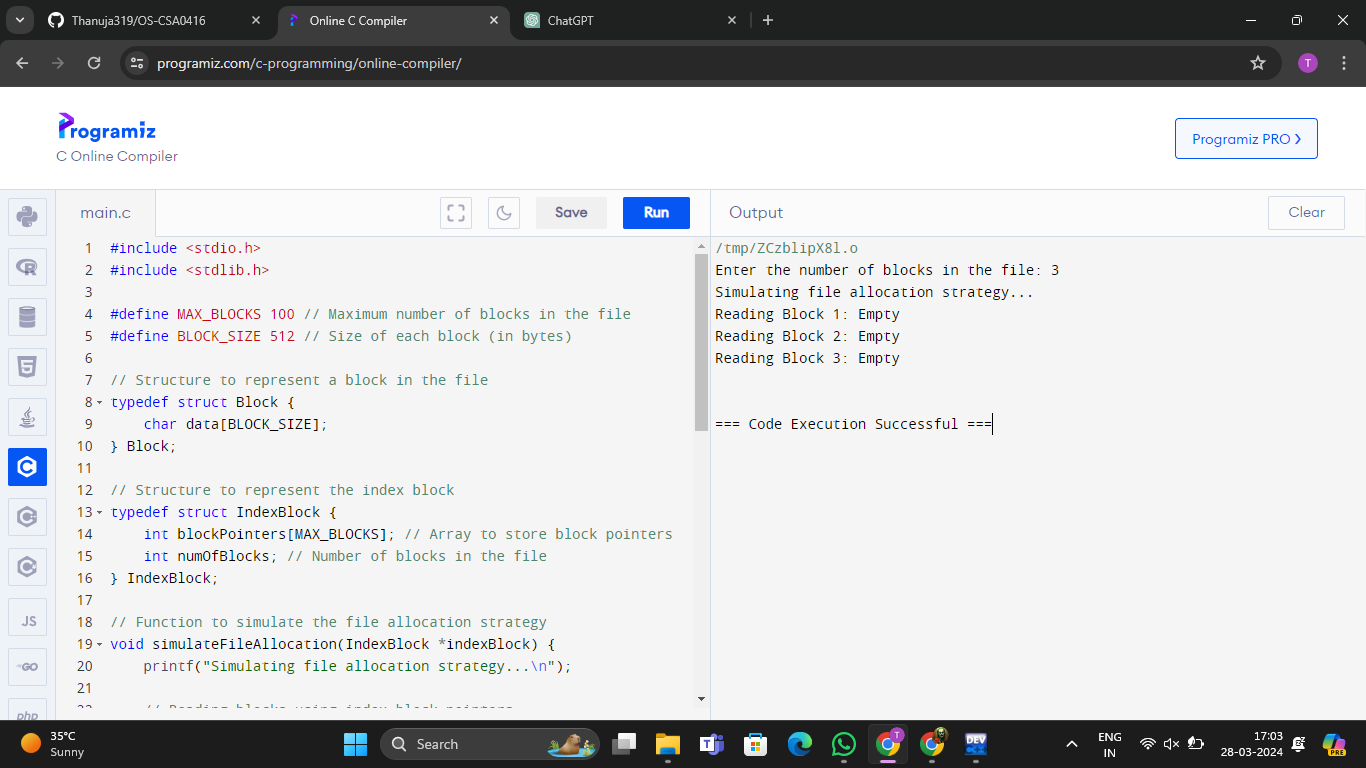 Thanuja319/OS-CSA0416
Online C Compiler
ChatGPT
programiz.com/c-programming/online-compiler/
T
Programiz
C Online Compiler
Programiz PRO
main.c
Save
Run
Output
Clear
1 #include <stdio.h>
2 #include <stdlib.h>
3
4 #define MAX_BLOCKS 100 // Maximum number of blocks in the file
5 #define BLOCK_SIZE 512 // Size of each block (in bytes)
6
7 // Structure to represent a block in the file
8 typedef struct Block {
9 char data[BLOCK_SIZE];
10 } Block;
11
12 // Structure to represent the index block
13 typedef struct IndexBlock {
14 int blockPointers[MAX_BLOCKS]; // Array to store block pointers
15 int numOfBlocks; // Number of blocks in the file
16 } IndexBlock;
17
18 // Function to simulate the file allocation strategy
19 void simulateFileAllocation(IndexBlock *indexBlock) {
20 printf("Simulating file allocation strategy...\n");
21
22 // Reading blocks using index block pointers
/tmp/ZCzblipX8l.o
Enter the number of blocks in the file: 3
Simulating file allocation strategy...
Reading Block 1: Empty
Reading Block 2: Empty
Reading Block 3: Empty
=== Code Execution Successful ===
JS
GO
php
35°C
Sunny
Search
T
DEV
ENG
IN
17:03
28-03-2024
PRE